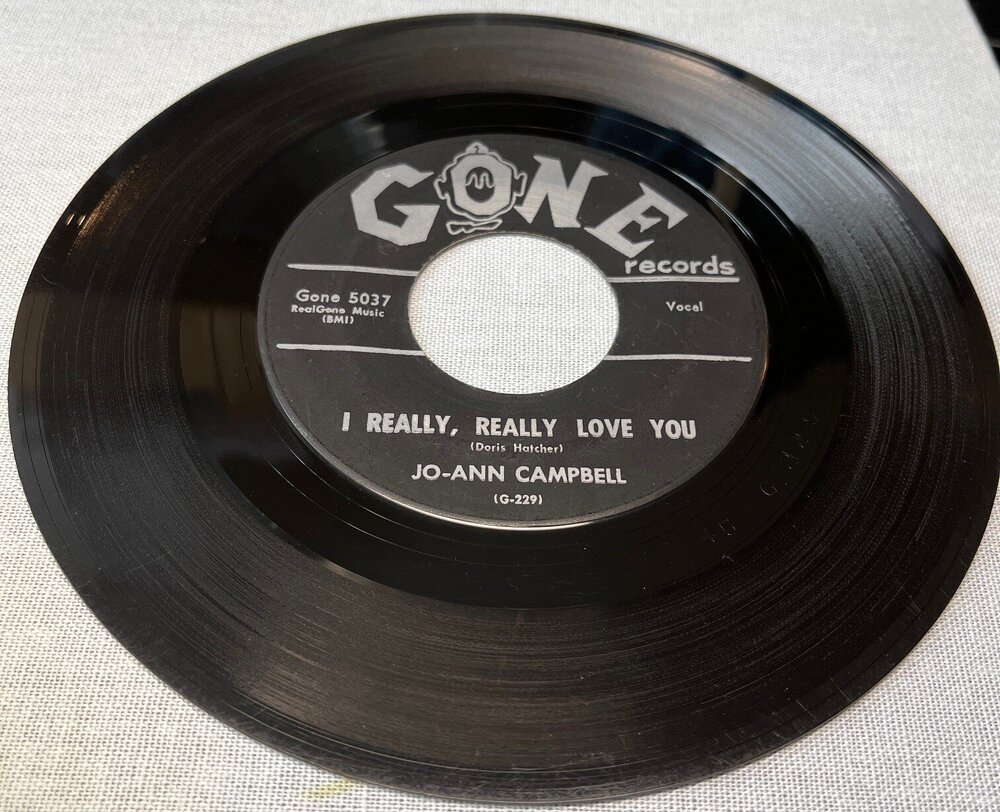 GONE
records
Gone 5037
RealGone Music
(BMI)
Vocal
I REALLY, REALLY LOVE YOU
(Doris Hatcher)
JO-ANN CAMPBELL
(G-229)